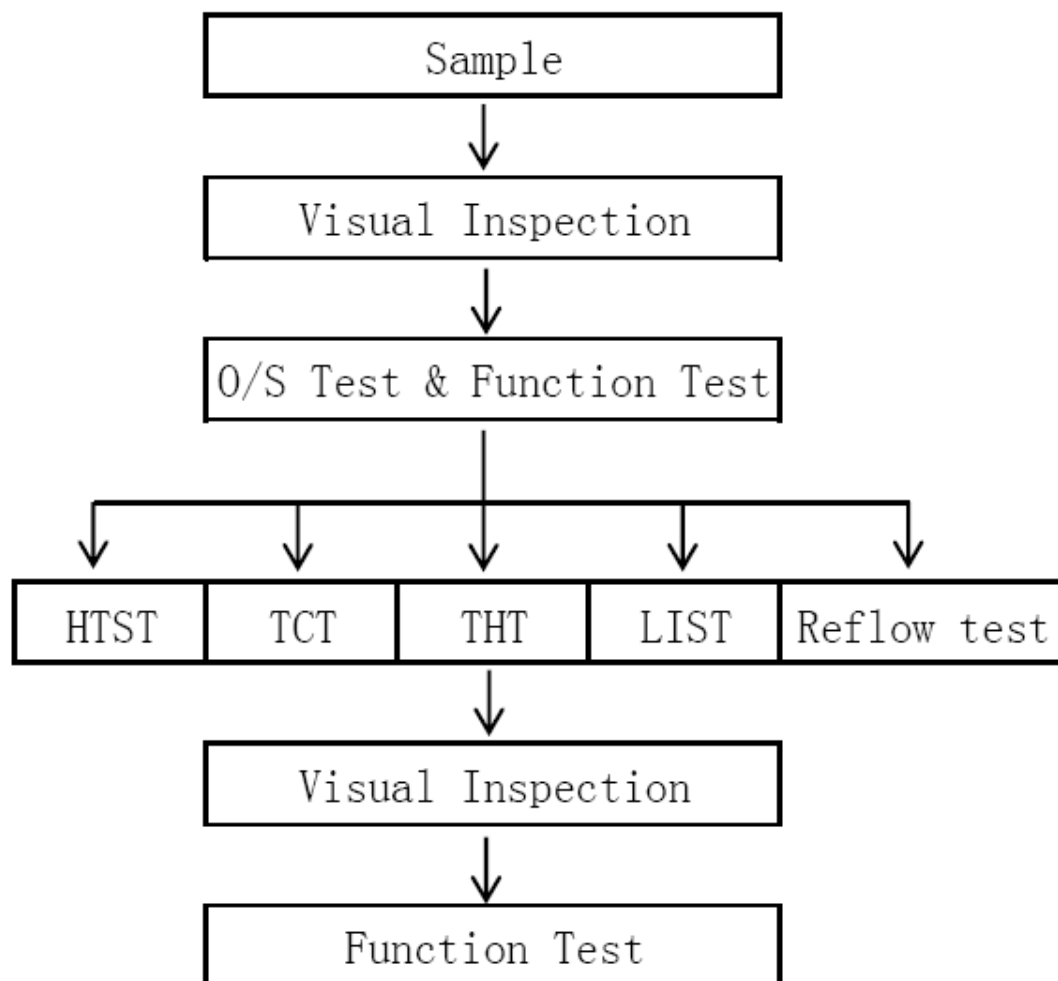 Sample
Visual Inspection
O/S Test & Function Test
HTST TCT THT LIST Reflow test
Visual Inspection
Function Test